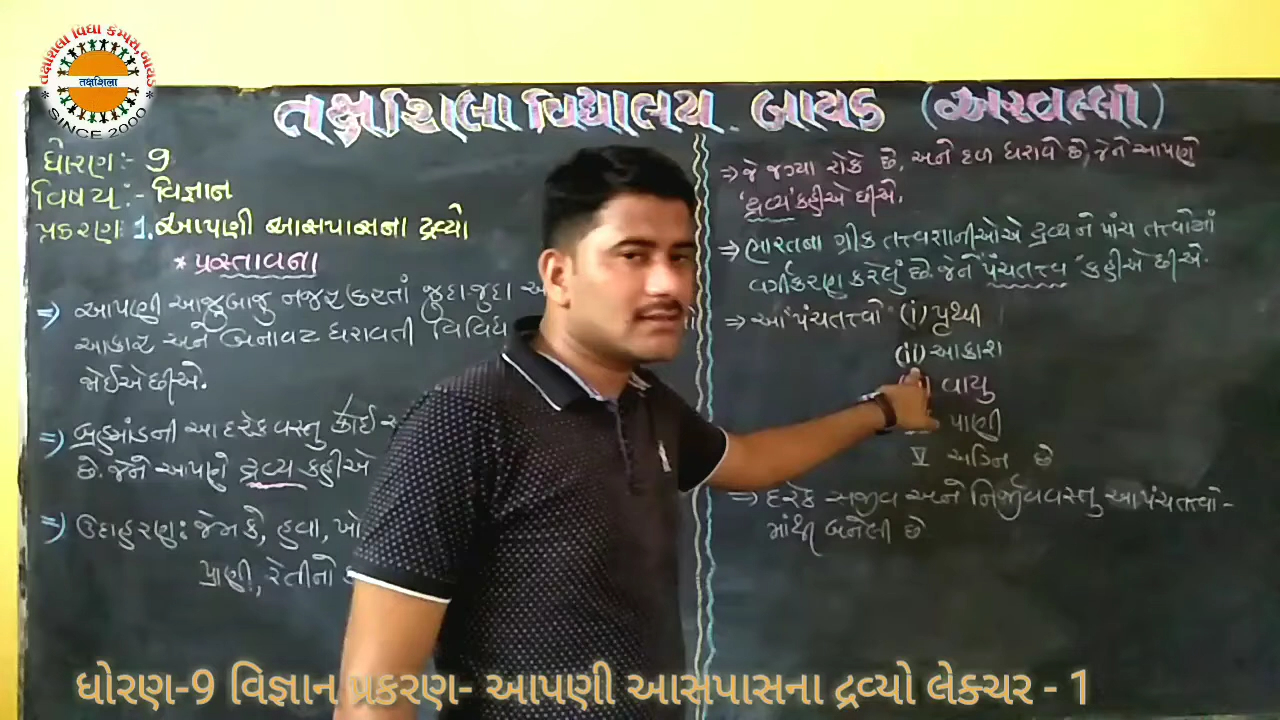 તક્ષશિલા વિદ્યા કેમ્પસ, બાયડ
તક્ષશિલા
SINCE 2000
તક્ષશિલા વિદ્યાલય બાયડ (અરવલ્લી)
ધોરણ:- 9
વિષય:- વિજ્ઞાન
પ્રકરણ: 1. આપણી આસપાસના દ્રવ્યો
* પ્રસ્તાવના
=> આપણી આજુબાજુ નજર કરતાં જુદા-જુદા
આકાર અને બનાવટ ધરાવતી વિવિધ
જોઈએ છીએ.
=> બ્રહ્માંડની આ દરેક વસ્તુ કોઈ
છે. જેને આપણે દ્રવ્ય કહીએ
=> ઉદાહરણ: જેમ કે, હવા,
પ્રાણી, રેતીનો
=> જે જગ્યા રોકે છે, અને દળ ધરાવે છે, જેને આપણે
'દ્રવ્ય' કહીએ છીએ.
=> ભારતના ગ્રીક તત્ત્વજ્ઞાનીઓએ દ્રવ્યને પાંચ તત્ત્વોમાં
વર્ગીકરણ કરેલું છે. જેને "પંચતત્ત્વ" કહીએ છીએ.
=> આ પંચતત્ત્વો (i) પૃથ્વી
(ii) આકાશ
વાયુ
પાણી
V અગ્નિ છે
=> દરેક સજીવ અને નિર્જીવ વસ્તુ આ પંચતત્ત્વો-
માંથી બનેલી છે
ધોરણ-9 વિજ્ઞાન પ્રકરણ- આપણી આસપાસના દ્રવ્યો લેક્ચર - 1